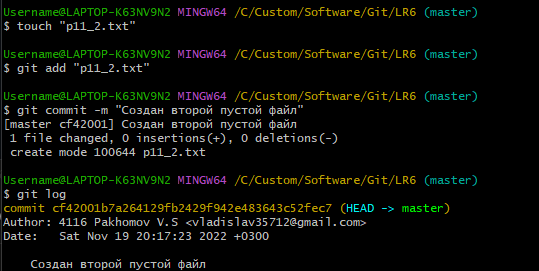 Username@LAPTOP-K63NV9N2 MINGW64 /C/Custom/Software/Git/LR6 (master)
$ touch "p11_2.txt"
Username@LAPTOP-K63NV9N2 MINGW64 /C/Custom/Software/Git/LR6 (master)
$ git add "p11_2.txt"
Username@LAPTOP-K63NV9N2 MINGW64 /C/Custom/Software/Git/LR6 (master)
$ git commit -m "Создан второй пустой файл"
[master cf42001] Создан второй пустой файл
 1 file changed, 0 insertions(+), 0 deletions(-)
 create mode 100644 p11_2.txt
Username@LAPTOP-K63NV9N2 MINGW64 /C/Custom/Software/Git/LR6 (master)
$ git log
commit cf42001b7a264129fb2429f942e483643c52fec7 (HEAD -> master)
Author: 4116 Pakhomov V.S <vladislav35712@gmail.com>
Date:   Sat Nov 19 20:17:23 2022 +0300
    Создан второй пустой файл